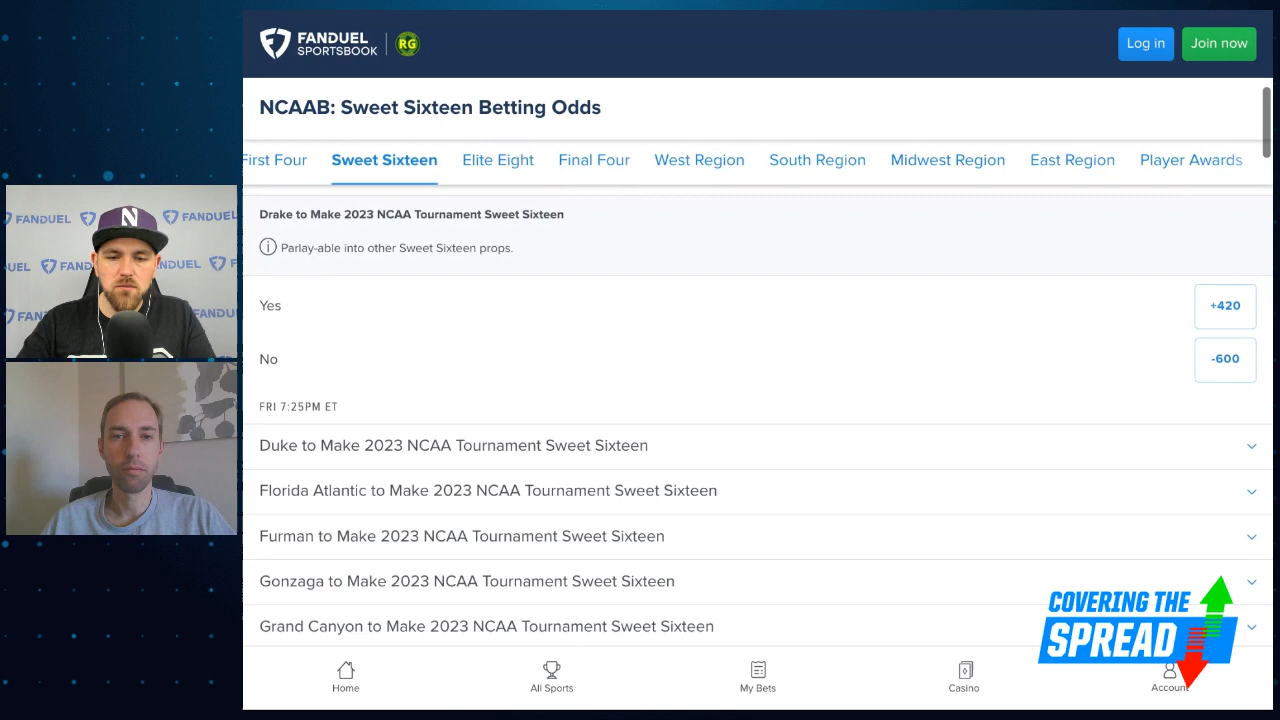 FANDUEL
SPORTSBOOK
RG
Log in
Join now
NCAAB: Sweet Sixteen Betting Odds
First Four
Sweet Sixteen
Elite Eight
Final Four
West Region
South Region
Midwest Region
East Region
Player Awards
Drake to Make 2023 NCAA Tournament Sweet Sixteen
Parlay-able into other Sweet Sixteen props.
Yes
+420
No
-600
FRI 7:25PM ET
Duke to Make 2023 NCAA Tournament Sweet Sixteen
Florida Atlantic to Make 2023 NCAA Tournament Sweet Sixteen
Furman to Make 2023 NCAA Tournament Sweet Sixteen
Gonzaga to Make 2023 NCAA Tournament Sweet Sixteen
Grand Canyon to Make 2023 NCAA Tournament Sweet Sixteen
Home
All Sports
My Bets
Casino
Account
COVERING THE
SPREAD
FANDUEL
N
FANDUEL